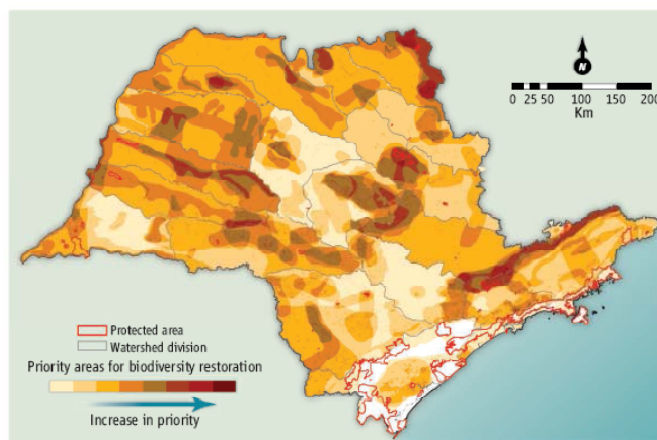 N
0 25 50 100 150 200
Km
Protected area
Watershed division
Priority areas for biodiversity restoration
Increase in priority